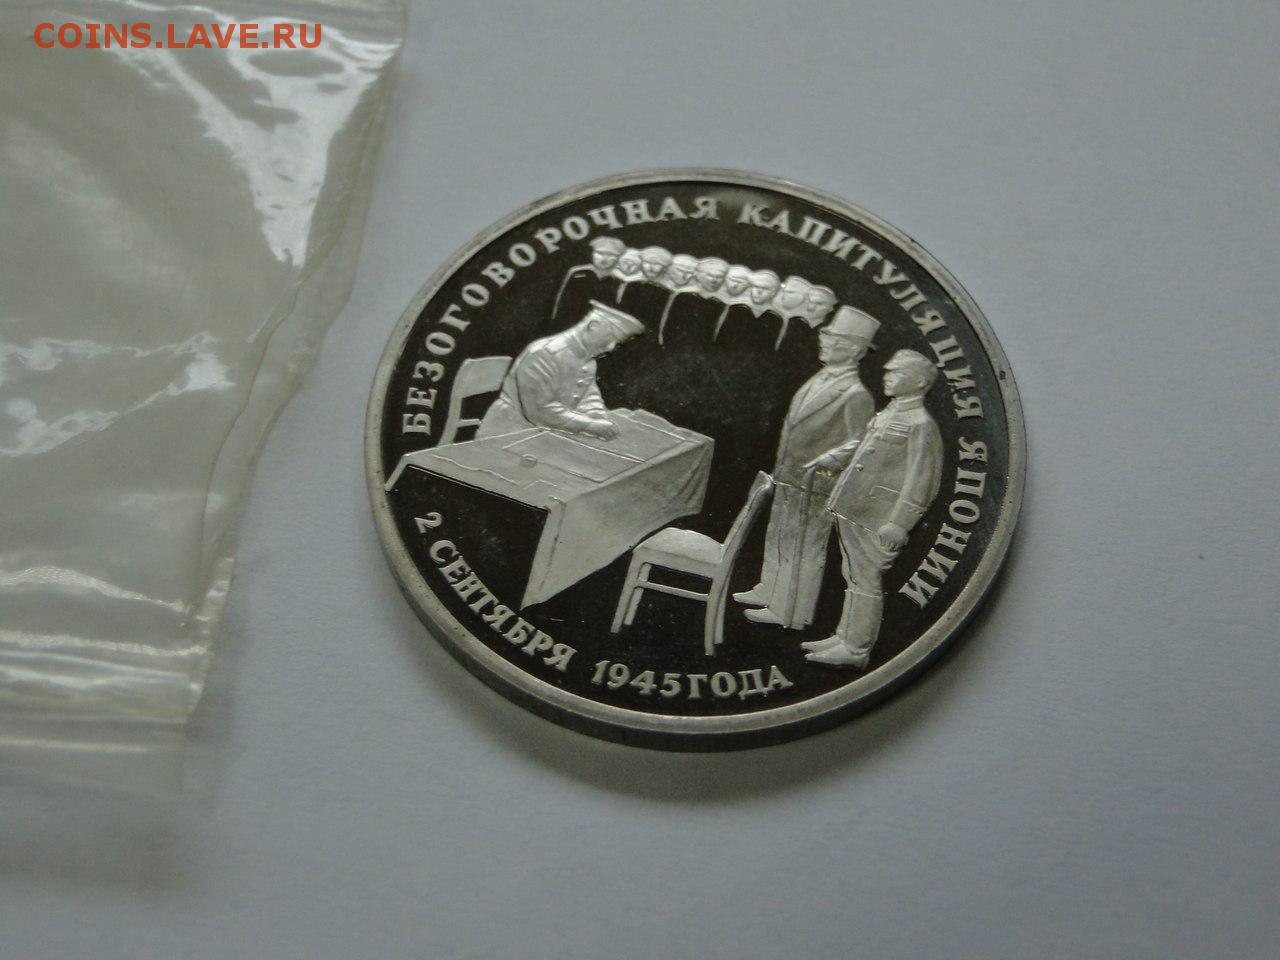 COINS.LAVE.RU
БЕЗОГОВОРОЧНАЯ КАПИТУЛЯЦИЯ ЯПОНИИ
2 СЕНТЯБРЯ 1945 ГОДА